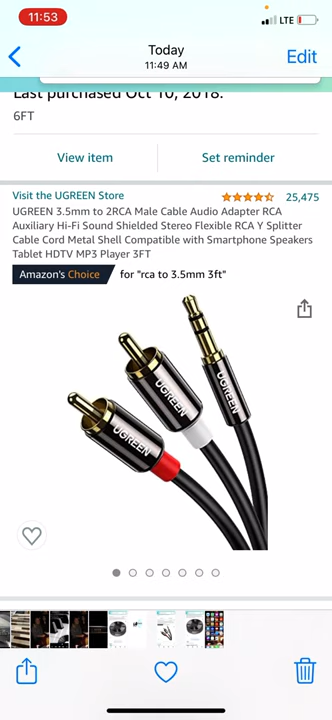 11:53
LTE
Today
11:49 AM
Edit
Last purchased Oct 10, 2018.
6FT
View item
Set reminder
Visit the UGREEN Store
25,475
UGREEN 3.5mm to 2RCA Male Cable Audio Adapter RCA
Auxiliary Hi-Fi Sound Shielded Stereo Flexible RCA Y Splitter
Cable Cord Metal Shell Compatible with Smartphone Speakers
Tablet HDTV MP3 Player 3FT
Amazon's Choice for "rca to 3.5mm 3ft"
UGREEN
UGREEN
UGREEN